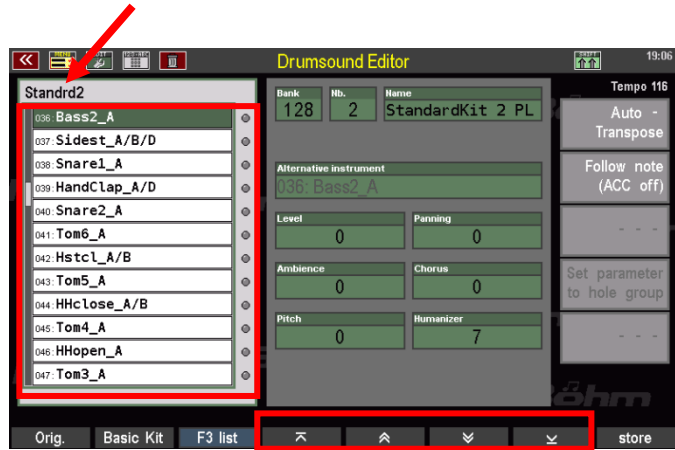 MENU
Drumsound Editor
19:06
Standrd2
036: Bass2_A
037: Sidest_A/B/D
038: Snare1_A
039: HandClap_A/D
040: Snare2_A
041: Tom6_A
042: Hstcl_A/B
043: Tom5_A
044: HHclose_A/B
045: Tom4_A
046: HHopen_A
047: Tom3_A
Bank Nb. Name
128 2 StandardKit 2 PL
Alternative instrument
036: Bass2_A
Level Panning
0 0
Ambience Chorus
0 0
Pitch Humanizer
0 7
Tempo 116
Auto -
Transpose
Follow note
(ACC off)
- - -
Set parameter
to hole group
- - -
Böhm
Orig. Basic Kit F3 list store